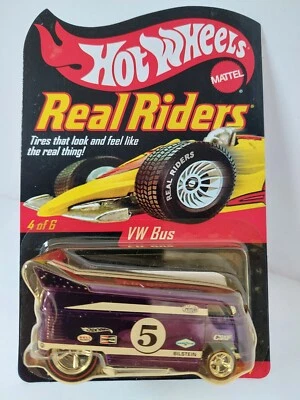 Hot Wheels
MATTEL
Real Riders
Tires that look and feel like
the real thing!
REAL RIDERS
4 of 6
VW Bus
5
BILSTEIN